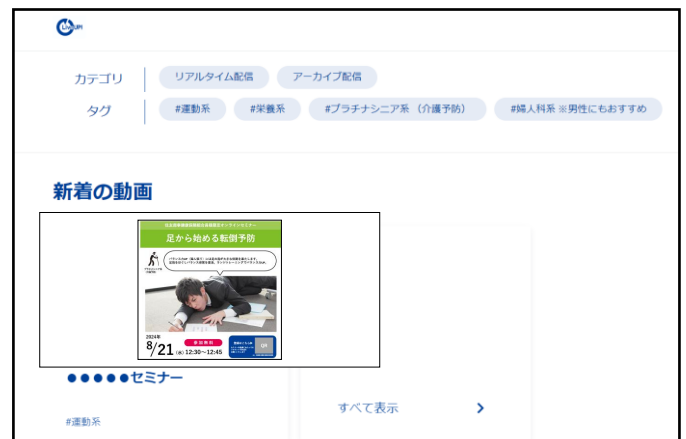 カテゴリ
リアルタイム配信
アーカイブ配信
タグ
#運動系
#栄養系
#プラチナシニア系 (介護予防)
#婦人科系 ※男性にもおすすめ
新着の動画
足から始める転倒予防
2024年
8/21 (水) 12:30~12:45
参加無料
●●●●●セミナー
#運動系
すべて表示